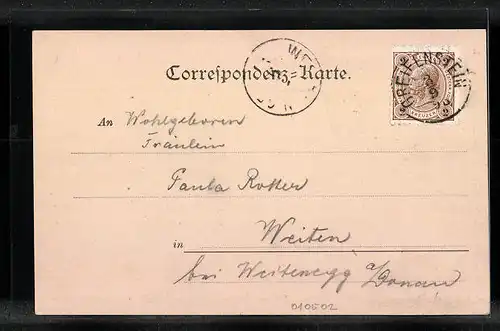 Correspondenz-Karte.
GREIFENSTEIN
An Wohlgeboren
Fräulein
Paula Rotter
in Weiten
bei Weitenegg a/Donau
010502